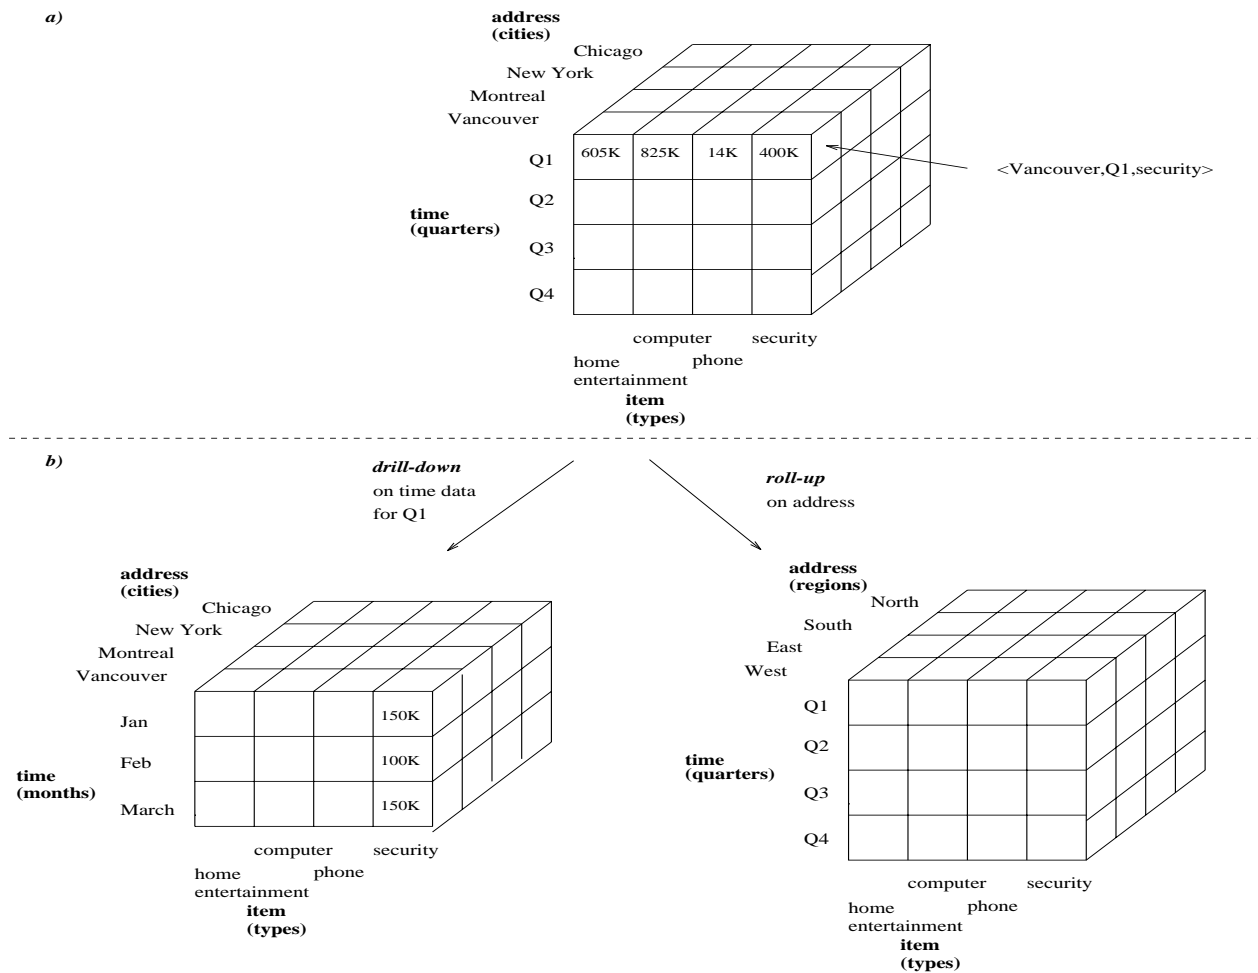 a)
address
(cities)
Chicago
New York
Montreal
Vancouver
Q1
605K
825K
14K
400K
<Vancouver,Q1,security>
Q2
time
(quarters)
Q3
Q4
computer
security
home
phone
entertainment
item
(types)
b)
drill-down
on time data
for Q1
roll-up
on address
address
(cities)
Chicago
New York
Montreal
Vancouver
Jan
150K
Feb
100K
time
(months)
March
150K
computer
security
home
phone
entertainment
item
(types)
address
(regions)
North
South
East
West
Q1
Q2
time
(quarters)
Q3
Q4
computer
security
home
phone
entertainment
item
(types)